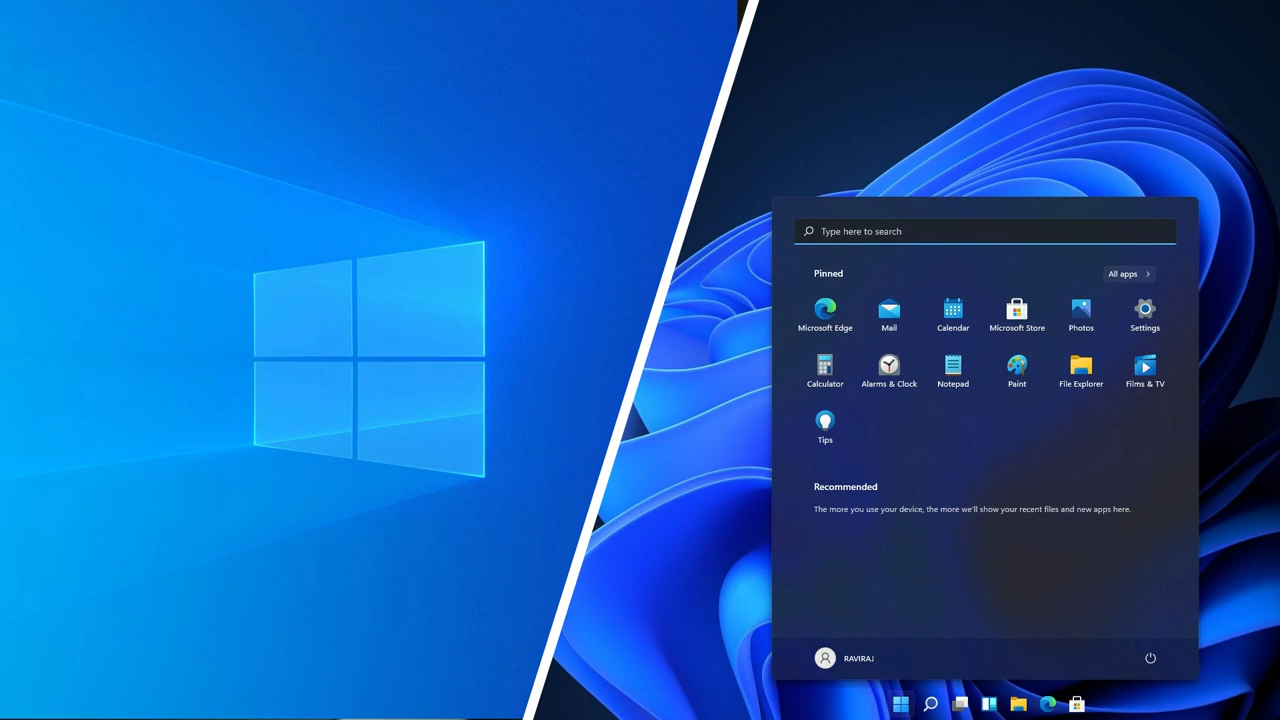 Type here to search
Pinned
All apps
Microsoft Edge
Mail
Calendar
Microsoft Store
Photos
Settings
Calculator
Alarms & Clock
Notepad
Paint
File Explorer
Films & TV
Tips
Recommended
The more you use your device, the more we'll show your recent files and new apps here.
RAVIRAJ